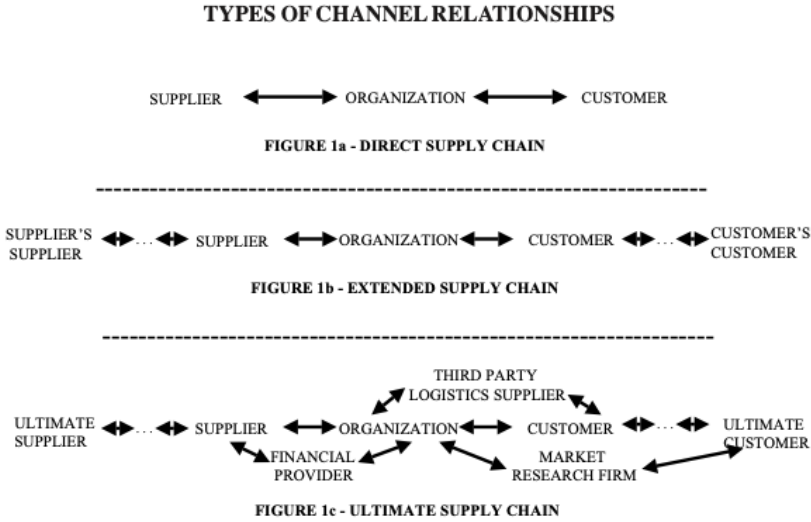 TYPES OF CHANNEL RELATIONSHIPS
SUPPLIER ORGANIZATION CUSTOMER
FIGURE 1a - DIRECT SUPPLY CHAIN
SUPPLIER'S SUPPLIER ... SUPPLIER ORGANIZATION CUSTOMER ... CUSTOMER'S CUSTOMER
FIGURE 1b - EXTENDED SUPPLY CHAIN
THIRD PARTY
LOGISTICS SUPPLIER
ULTIMATE SUPPLIER ... SUPPLIER ORGANIZATION CUSTOMER ... ULTIMATE CUSTOMER
FINANCIAL PROVIDER
MARKET RESEARCH FIRM
FIGURE 1c - ULTIMATE SUPPLY CHAIN